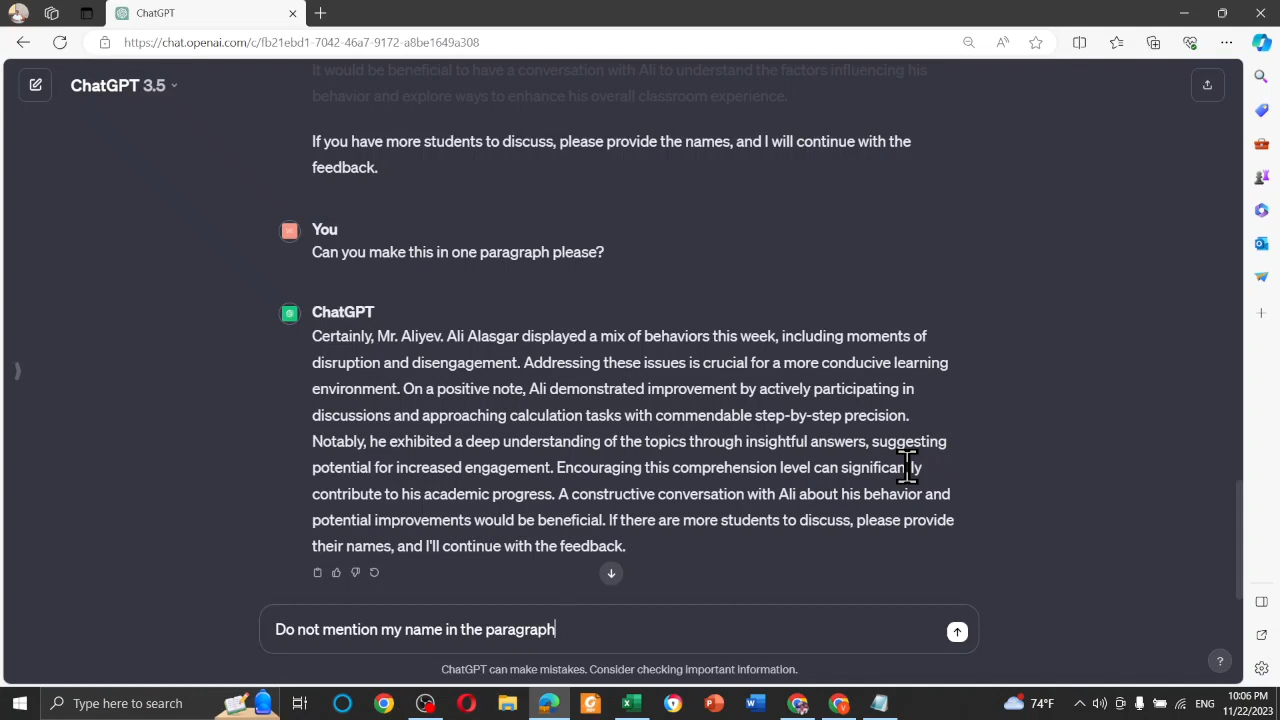 ChatGPT
https://chat.openai.com/c/fb21ebd1-7042-46a7-9172-a8be1649a308
ChatGPT 3.5
It would be beneficial to have a conversation with Ali to understand the factors influencing his
behavior and explore ways to enhance his overall classroom experience.
If you have more students to discuss, please provide the names, and I will continue with the
feedback.
You
Can you make this in one paragraph please?
ChatGPT
Certainly, Mr. Aliyev. Ali Alasgar displayed a mix of behaviors this week, including moments of
disruption and disengagement. Addressing these issues is crucial for a more conducive learning
environment. On a positive note, Ali demonstrated improvement by actively participating in
discussions and approaching calculation tasks with commendable step-by-step precision.
Notably, he exhibited a deep understanding of the topics through insightful answers, suggesting
potential for increased engagement. Encouraging this comprehension level can significantly
contribute to his academic progress. A constructive conversation with Ali about his behavior and
potential improvements would be beneficial. If there are more students to discuss, please provide
their names, and I'll continue with the feedback.
Do not mention my name in the paragraph
ChatGPT can make mistakes. Consider checking important information.
?
Type here to search
74°F
ENG
10:06 PM
11/22/2023